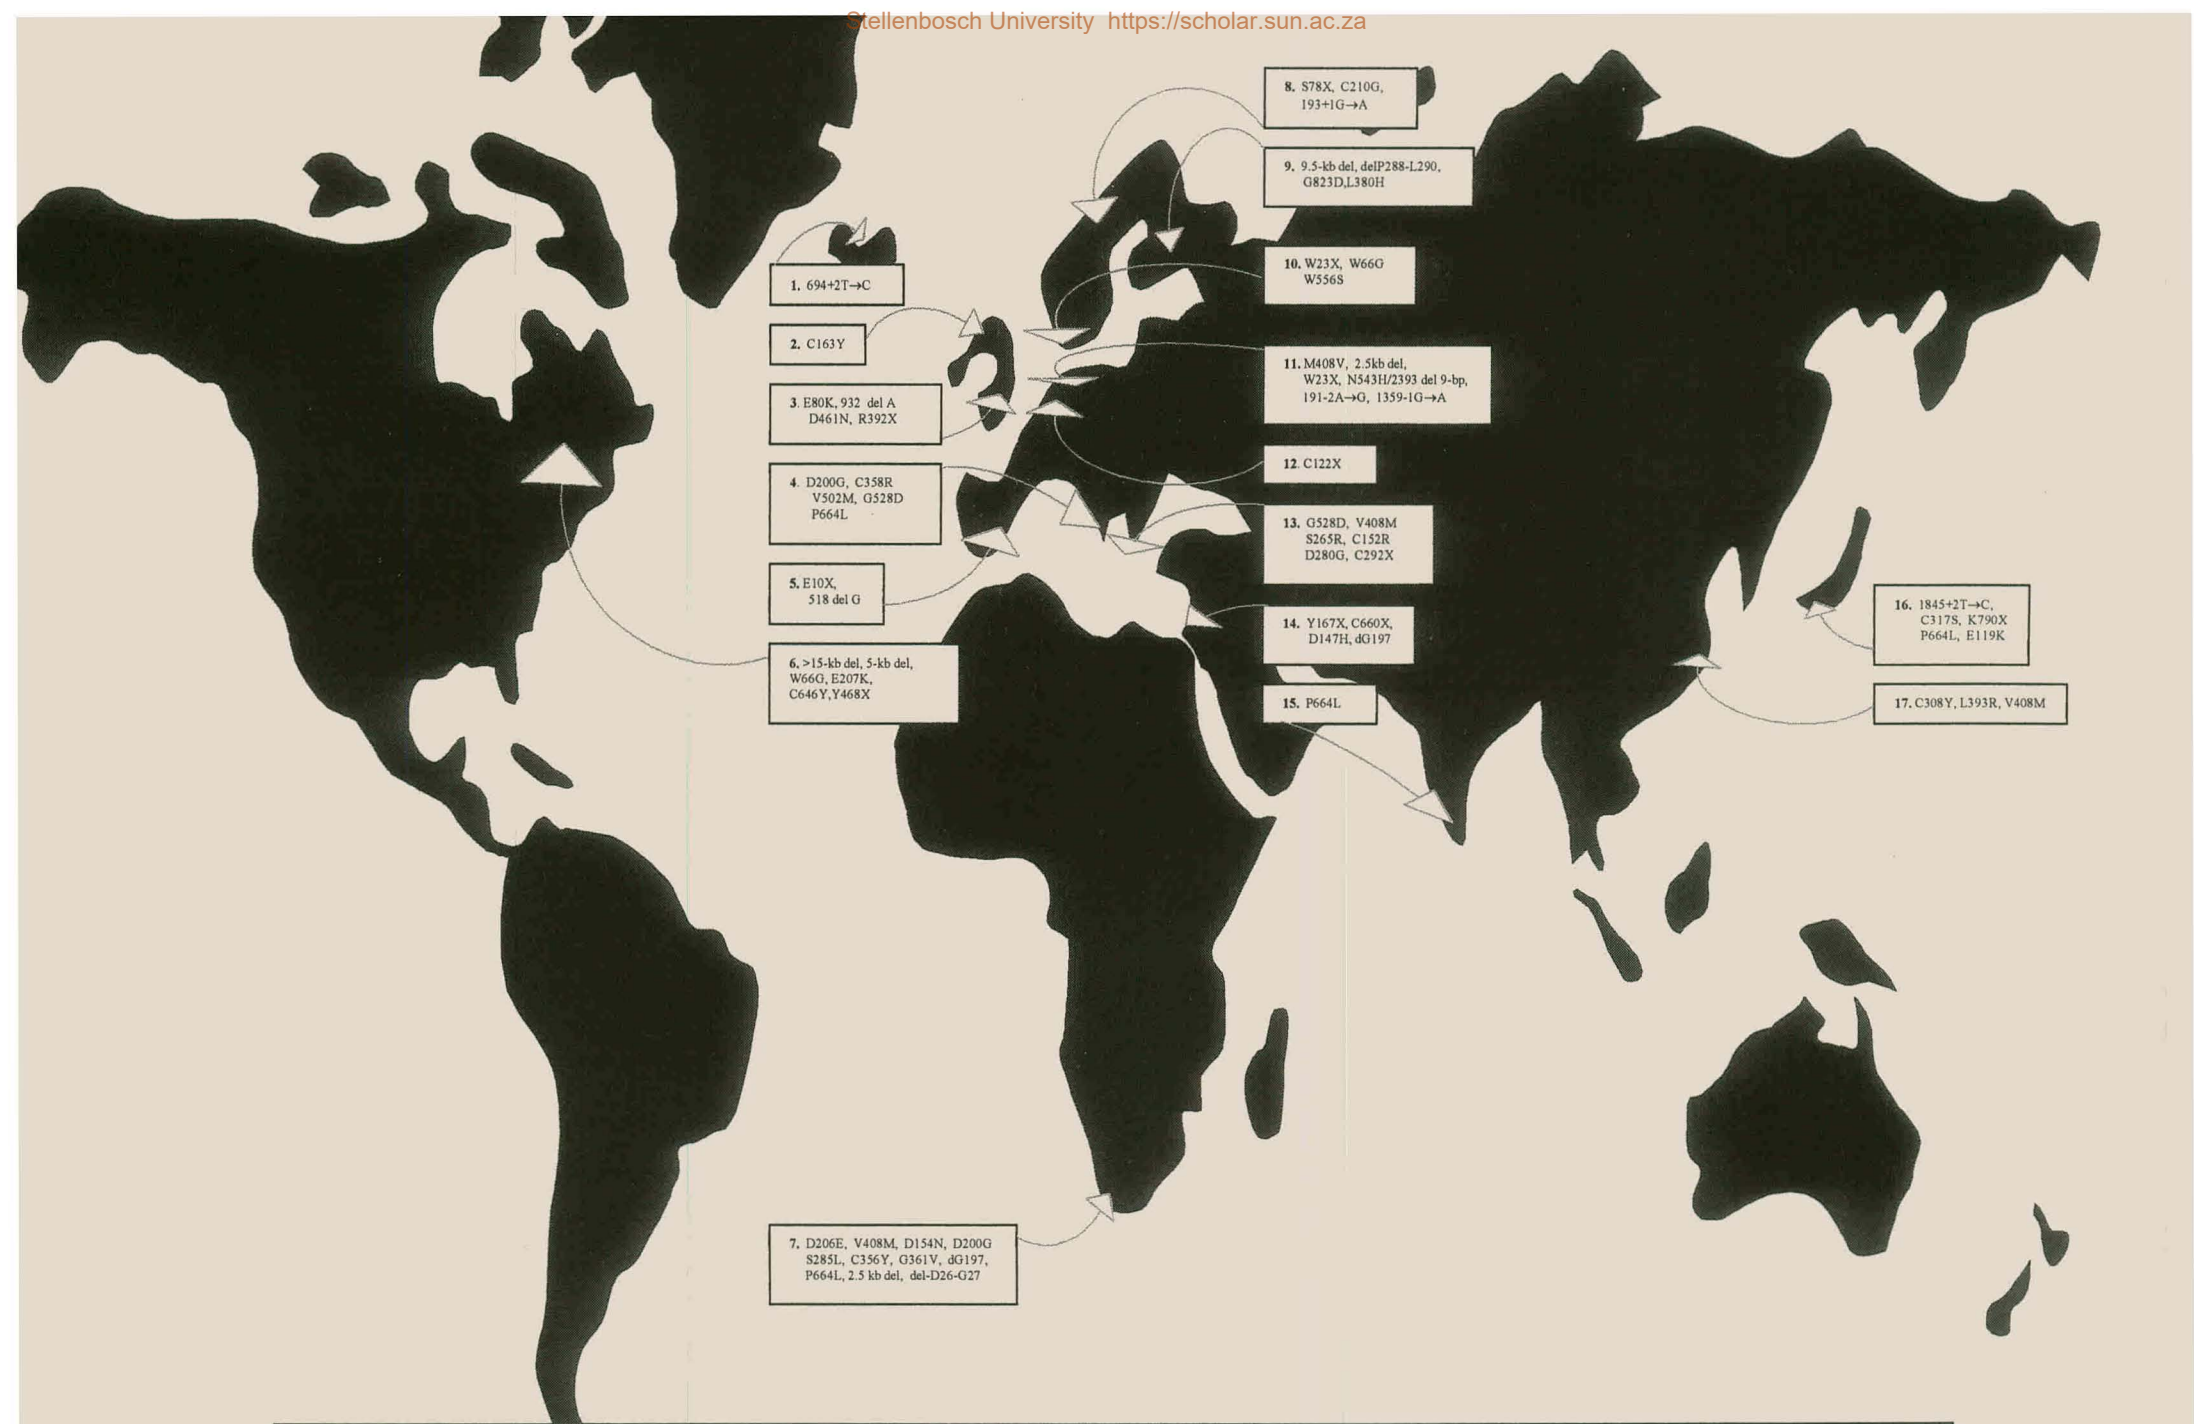 Stellenbosch University https://scholar.sun.ac.za
1. 694+2T→C
2. C163Y
3. E80K, 932 del A
D461N, R392X
4. D200G, C358R
V502M, G528D
P664L
5. E10X,
518 del G
6. >15-kb del, 5-kb del,
W66G, E207K,
C646Y,Y468X
7. D206E, V408M, D154N, D200G
S285L, C356Y, G361V, dG197,
P664L, 2.5 kb del, del-D26-G27
8. S78X, C210G,
193+1G→A
9. 9.5-kb del, delP288-L290,
G823D,L380H
10. W23X, W66G
W556S
11. M408V, 2.5kb del,
W23X, N543H/2393 del 9-bp,
191-2A→G, 1359-1G→A
12. C122X
13. G528D, V408M
S265R, C152R
D280G, C292X
14. Y167X, C660X,
D147H, dG197
15. P664L
16. 1845+2T→C,
C317S, K790X
P664L, E119K
17. C308Y, L393R, V408M